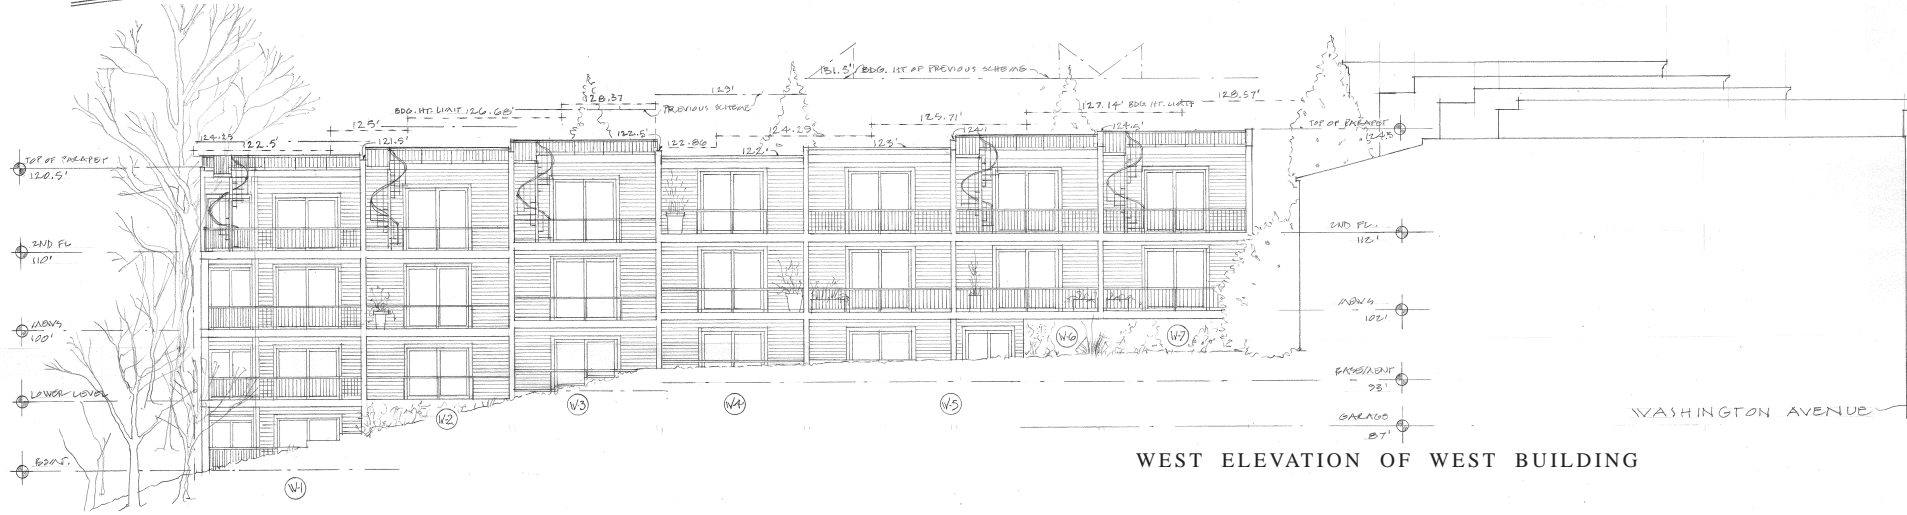 131.5' BDG. HT OF PREVIOUS SCHEME
129'
128.37
PREVIOUS SCHEME
BDG. HT. LIMIT 126.68'
127.14' BDG HT. LIMIT
128.57'
125'
125.71'
124.29
124.29
122.5'
121.5'
122.5'
122.86
122'
123'
124'
124.5'
TOP OF PARAPET
120.5'
2ND FL
110'
MEWS
100'
LOWER LEVEL
BSMT.
TOP OF PARAPET
124.5
2ND FL.
112'
MEWS
102'
BASEMENT
93'
GARAGE
87'
W-1
W-2
W-3
W-4
W-5
W-6
W-7
WASHINGTON AVENUE
WEST ELEVATION OF WEST BUILDING